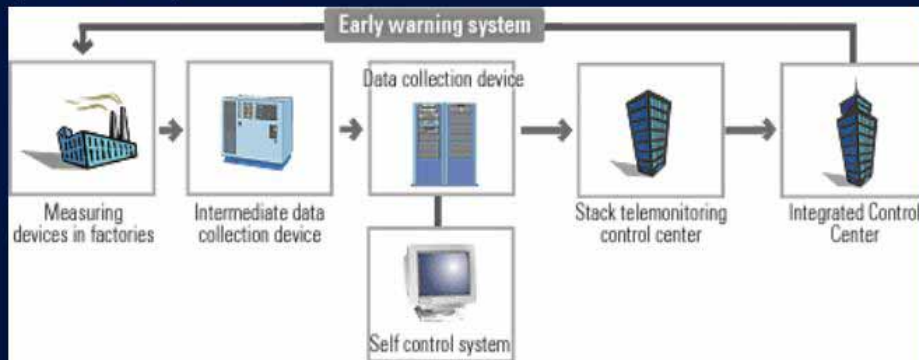 Early warning system
Data collection device
Measuring
devices in factories
Intermediate data
collection device
Stack telemonitoring
control center
Integrated Control
Center
Self control system